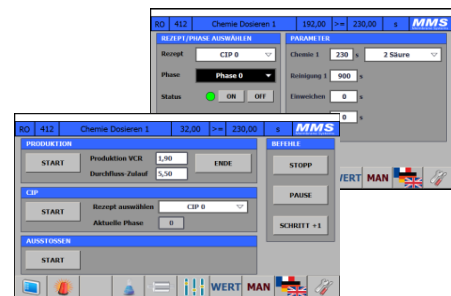 RO 412 Chemie Dosieren 1 192,00 >= 230,00 s MMS
REZEPT/PHASE AUSWÄHLEN PARAMETER
Rezept CIP 0 Chemie 1 230 s 2 Säure
Phase Phase 0 Reinigung 1 900 s
Status ON OFF Einweichen 0 s
0 s
WERT MAN
RO 412 Chemie Dosieren 1 32,00 >= 230,00 s MMS
PRODUKTION BEFEHLE
START Produktion VCR 1,90 ENDE STOPP
Durchfluss-Zulauf 5,50
CIP PAUSE
START Rezept auswählen CIP 0
Aktuelle Phase 0 SCHRITT +1
AUSSTOSSEN
START
WERT MAN